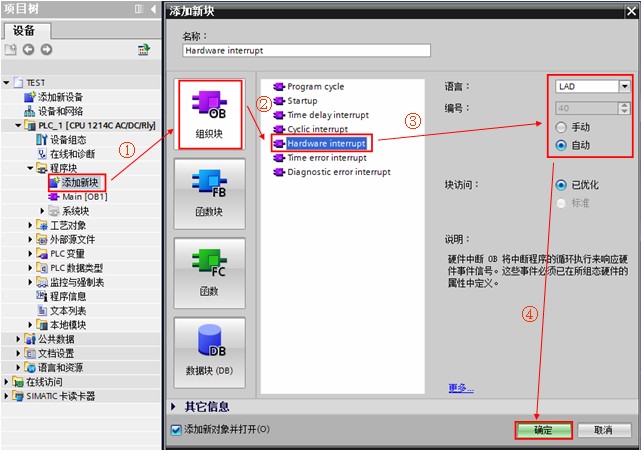 项目树
设备
TEST
添加新设备
设备和网络
PLC_1 [CPU 1214C AC/DC/Rly]
设备组态
在线和诊断
程序块
添加新块
Main [OB1]
系统块
工艺对象
外部源文件
PLC 变量
PLC 数据类型
监控与强制表
程序信息
文本列表
本地模块
公共数据
文档设置
语言和资源
在线访问
SIMATIC 卡读卡器
①
添加新块
名称：
Hardware interrupt
OB
组织块
FB
函数块
FC
函数
DB
数据块 (DB)
②
Program cycle
Startup
Time delay interrupt
Cyclic interrupt
Hardware interrupt
Time error interrupt
Diagnostic error interrupt
③
语言：
LAD
编号：
40
手动
自动
块访问：
已优化
标准
说明：
硬件中断 OB 将中断程序的循环执行来响应硬
件事件信号。这些事件必须已在所组态硬件的
属性中定义。
④
更多...
其它信息
添加新对象并打开(O)
确定
取消